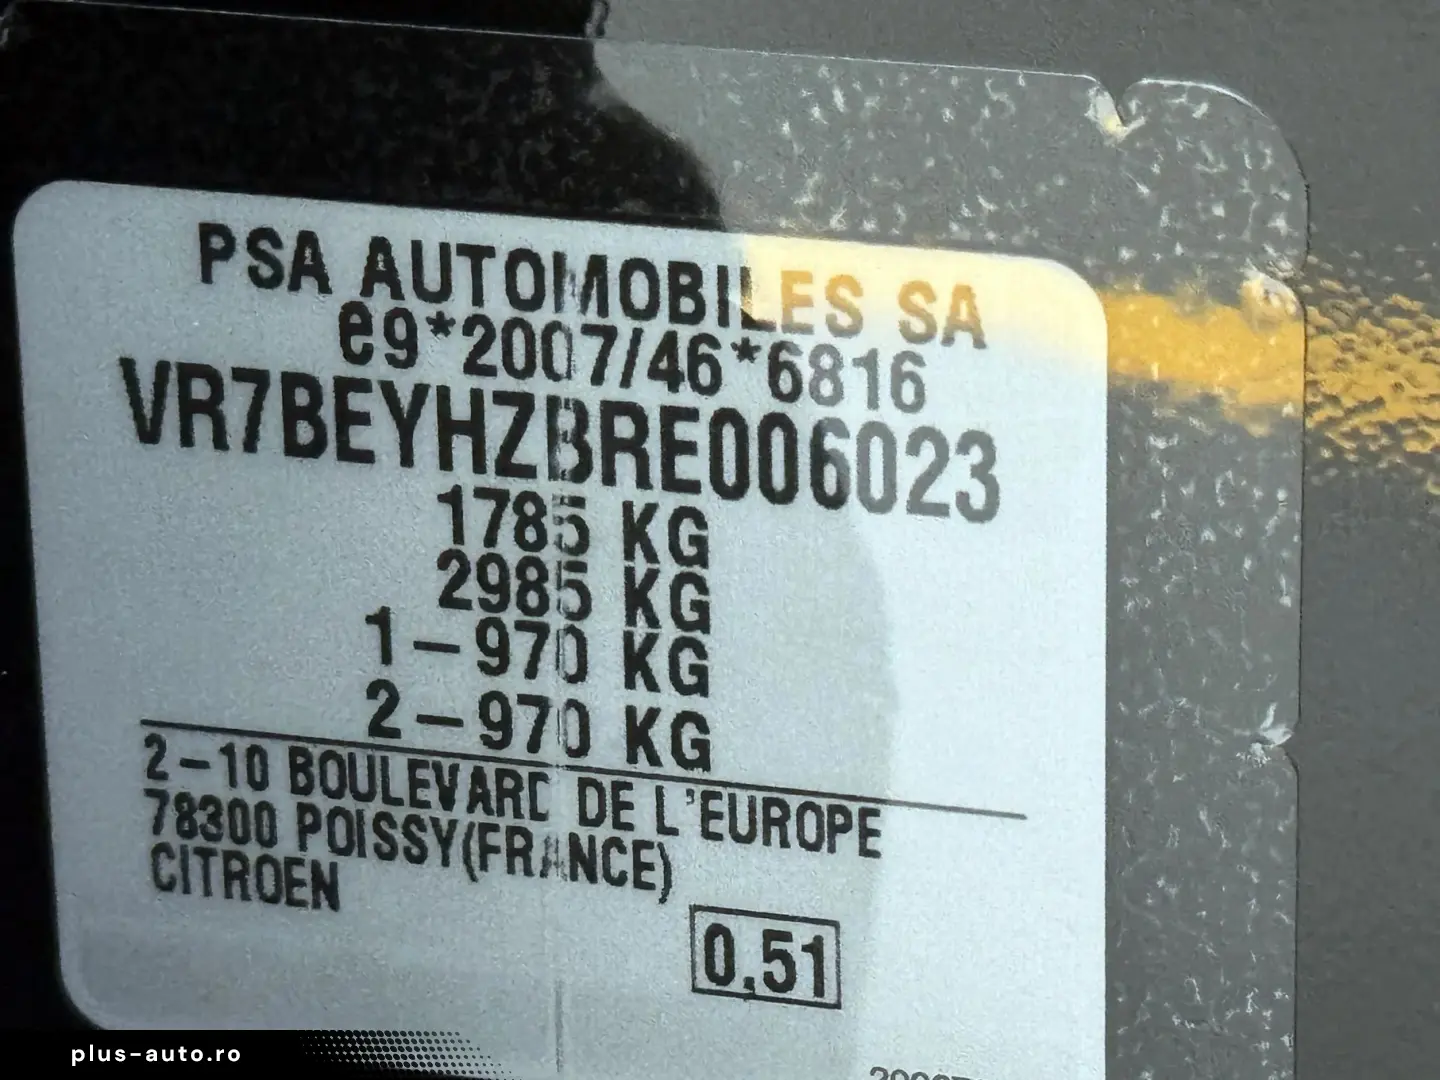 PSA AUTOMOBILES SA
e9*2007/46*6816
VR7BEYHZBRE006023
1785 KG
2985 KG
1-970 KG
2-970 KG
2-10 BOULEVARD DE L'EUROPE
78300 POISSY(FRANCE)
CITROEN
0.51
plus-auto.ro